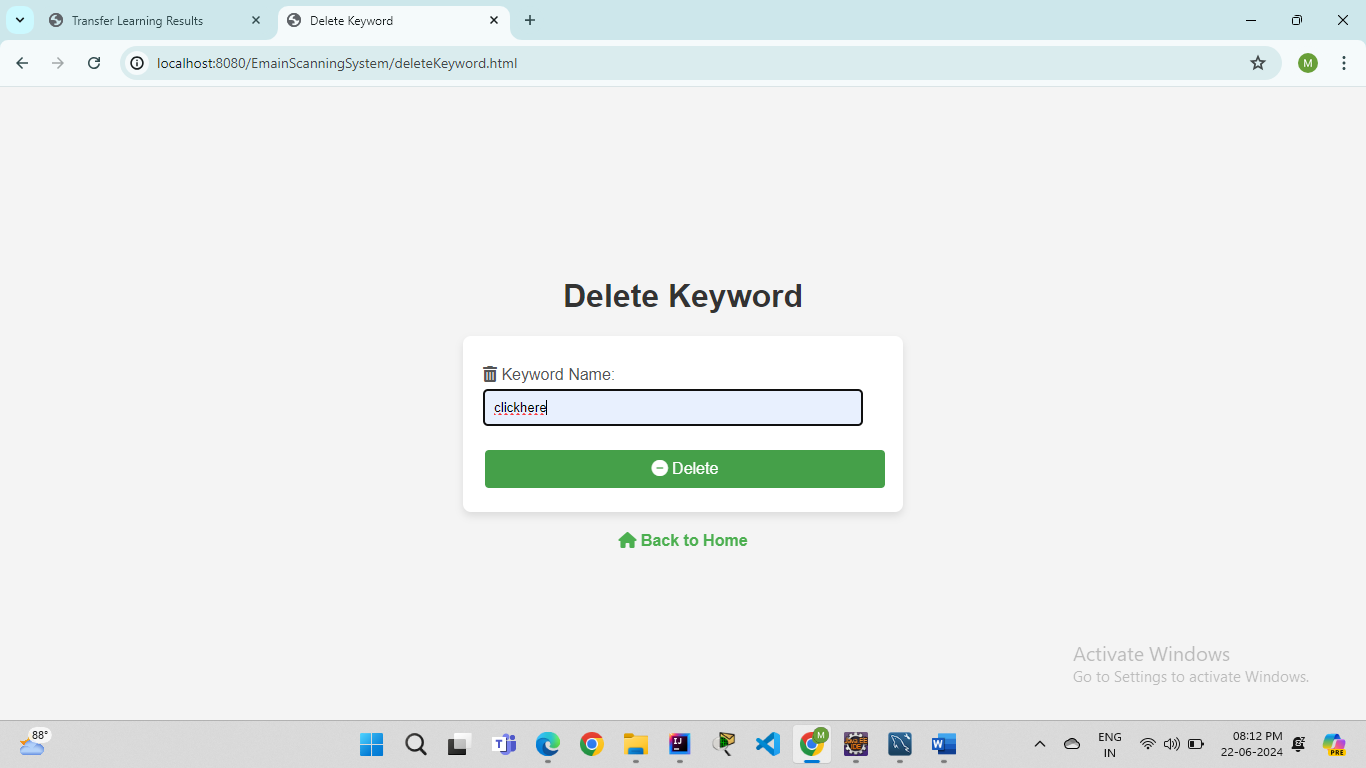 Transfer Learning Results
Delete Keyword
localhost:8080/EmainScanningSystem/deleteKeyword.html
M
Delete Keyword
Keyword Name:
clickhere
Delete
Back to Home
Activate Windows
Go to Settings to activate Windows.
88°
M
ENG
IN
08:12 PM
22-06-2024
PRE